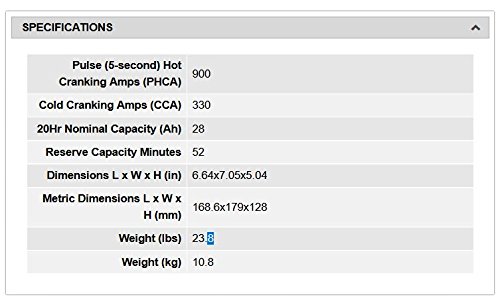 SPECIFICATIONS
Pulse (5-second) Hot
Cranking Amps (PHCA) 900
Cold Cranking Amps (CCA) 330
20Hr Nominal Capacity (Ah) 28
Reserve Capacity Minutes 52
Dimensions L x W x H (in) 6.64x7.05x5.04
Metric Dimensions L x W x
H (mm) 168.6x179x128
Weight (lbs) 23.8
Weight (kg) 10.8